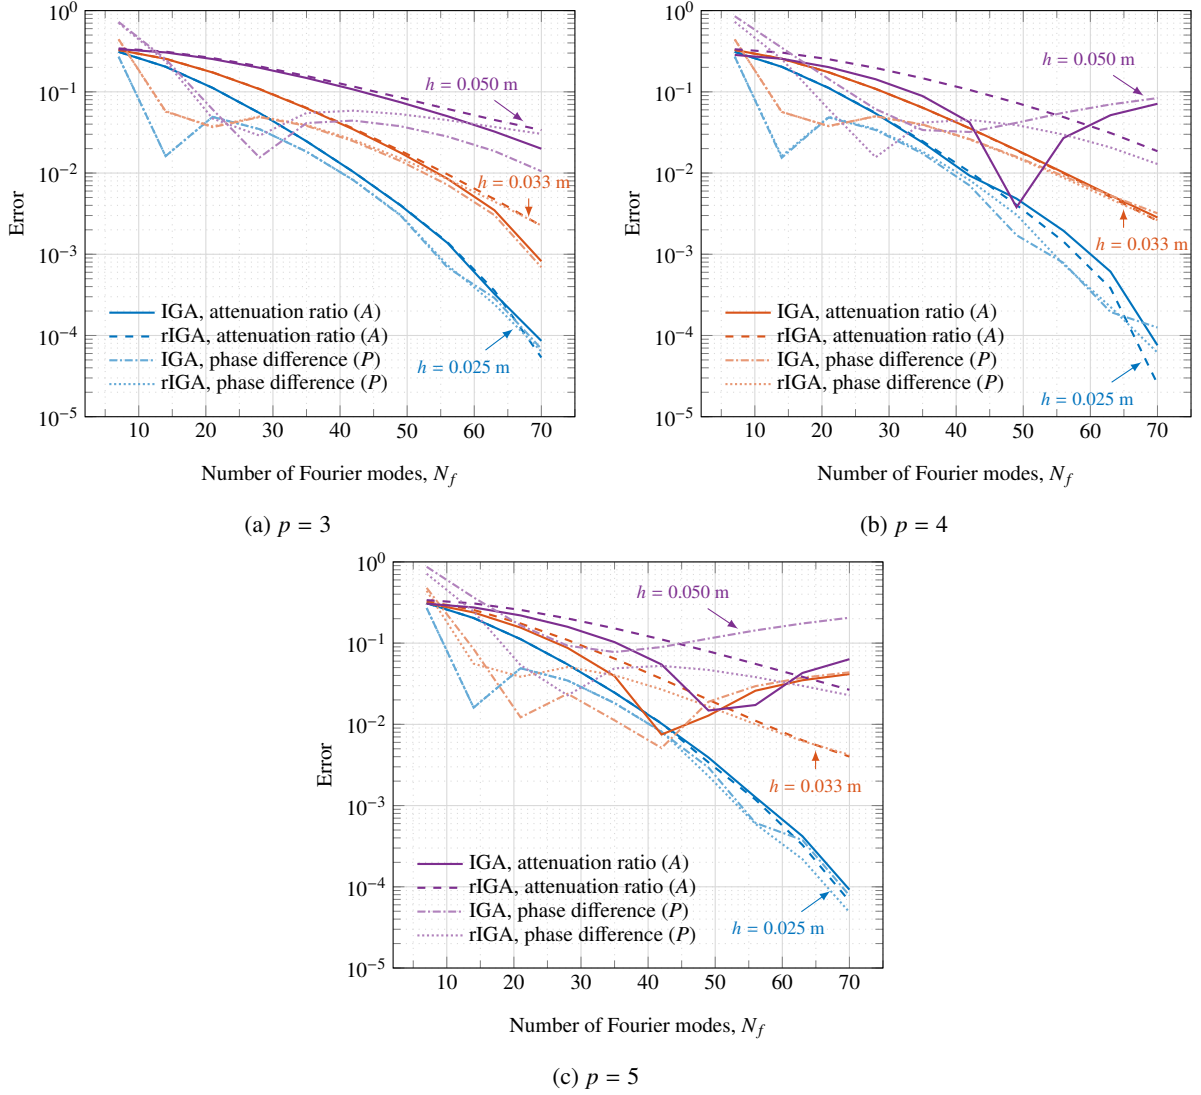 10^0
10^−1
10^−2
10^−3
10^−4
10^−5
Error
h = 0.050 m
h = 0.033 m
h = 0.025 m
IGA, attenuation ratio (A)
rIGA, attenuation ratio (A)
IGA, phase difference (P)
rIGA, phase difference (P)
10 20 30 40 50 60 70
Number of Fourier modes, N_f
(a) p = 3
10^0
10^−1
10^−2
10^−3
10^−4
10^−5
Error
h = 0.050 m
h = 0.033 m
IGA, attenuation ratio (A)
rIGA, attenuation ratio (A)
IGA, phase difference (P)
rIGA, phase difference (P)
h = 0.025 m
10 20 30 40 50 60 70
Number of Fourier modes, N_f
(b) p = 4
10^0
10^−1
10^−2
10^−3
10^−4
10^−5
Error
h = 0.050 m
h = 0.033 m
IGA, attenuation ratio (A)
rIGA, attenuation ratio (A)
IGA, phase difference (P)
rIGA, phase difference (P)
h = 0.025 m
10 20 30 40 50 60 70
Number of Fourier modes, N_f
(c) p = 5